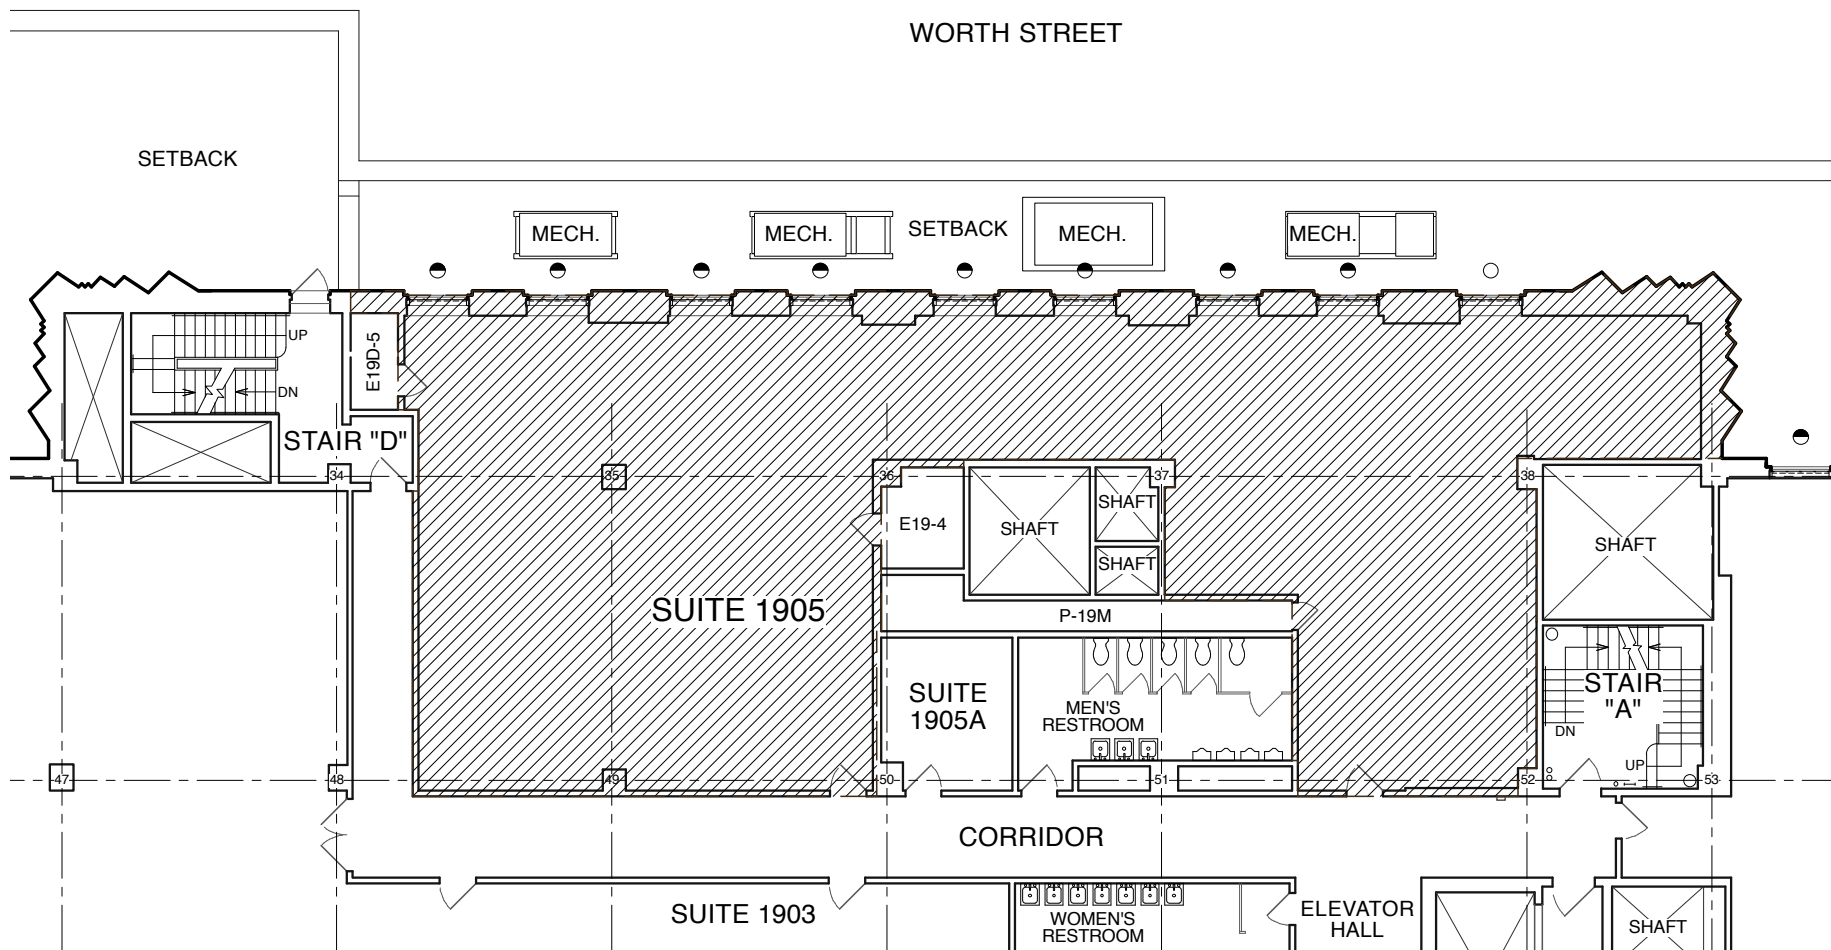 WORTH STREET
SETBACK
MECH.
MECH.
SETBACK
MECH.
MECH.
UP
DN
E19D-5
STAIR "D"
34
35
36
37
38
E19-4
SHAFT
SHAFT
SHAFT
SHAFT
SUITE 1905
P-19M
SUITE
1905A
MEN'S
RESTROOM
STAIR
"A"
DN
UP
47
48
49
50
51
52
53
CORRIDOR
SUITE 1903
WOMEN'S
RESTROOM
ELEVATOR
HALL
SHAFT